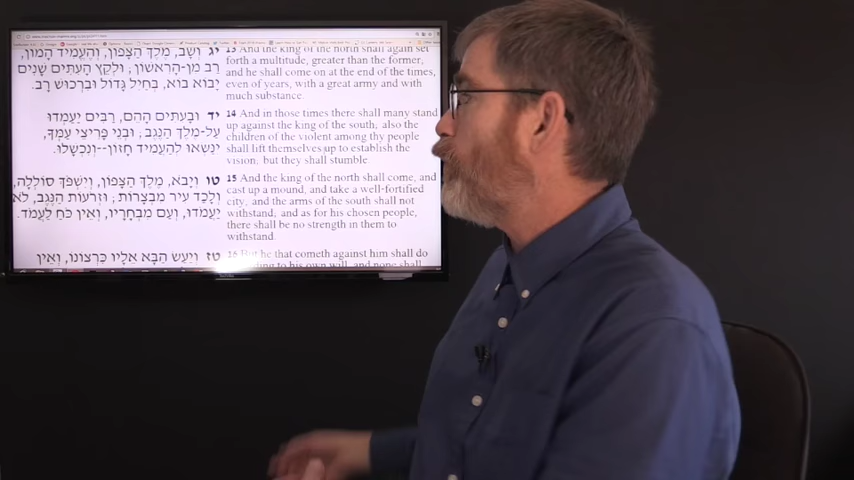 יג וְשָׁב, מֶלֶךְ הַצָּפוֹן, וְהֶעֱמִיד הָמוֹן,
רַב מִן-הָרִאשׁוֹן; וּלְקֵץ הָעִתִּים שָׁנִים
יָבוֹא בוֹא, בְּחַיִל גָּדוֹל וּבִרְכוּשׁ רָב.
13 And the king of the north shall again set
forth a multitude, greater than the former;
and he shall come on at the end of the times,
even of years, with a great army and with
much substance.
יד וּבָעִתִּים הָהֵם, רַבִּים יַעַמְדוּ
עַל-מֶלֶךְ הַנֶּגֶב; וּבְנֵי פָּרִיצֵי עַמְּךָ,
יִנַּשְּׂאוּ לְהַעֲמִיד חָזוֹן--וְנִכְשָׁלוּ.
14 And in those times there shall many stand
up against the king of the south; also the
children of the violent among thy people
shall lift themselves up to establish the
vision; but they shall stumble.
טו וְיָבֹא, מֶלֶךְ הַצָּפוֹן, וְיִשְׁפֹּךְ סוֹלְלָה,
וְלָכַד עִיר מִבְצָרוֹת; וּזְרֹעוֹת הַנֶּגֶב, לֹא
יַעֲמֹדוּ, וְעַם מִבְחָרָיו, וְאֵין כֹּחַ לַעֲמֹד.
15 And the king of the north shall come, and
cast up a mound, and take a well-fortified
city; and the arms of the south shall not
withstand; and as for his chosen people,
there shall be no strength in them to
withstand.
טז וְיַעַשׂ הַבָּא אֵלָיו כִּרְצוֹנוֹ, וְאֵין
16 But he that cometh against him shall do
to his own will, and none shall